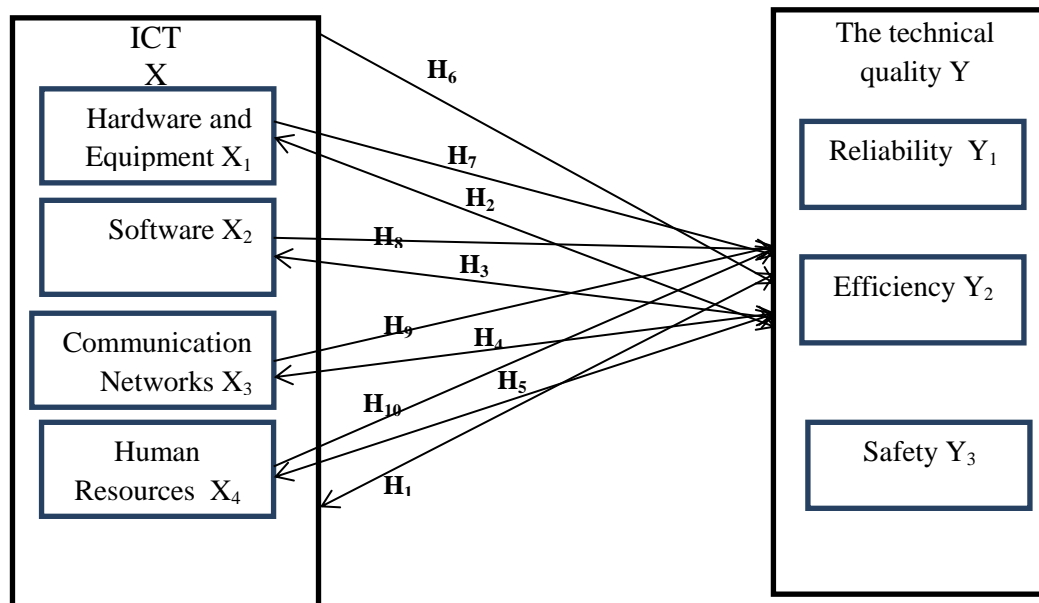 ICT
X
Hardware and
Equipment X₁
Software X₂
Communication
Networks X₃
Human
Resources X₄
H₆
H₇
H₂
H₈
H₃
H₉
H₄
H₅
H₁₀
H₁
The technical
quality Y
Reliability Y₁
Efficiency Y₂
Safety Y₃